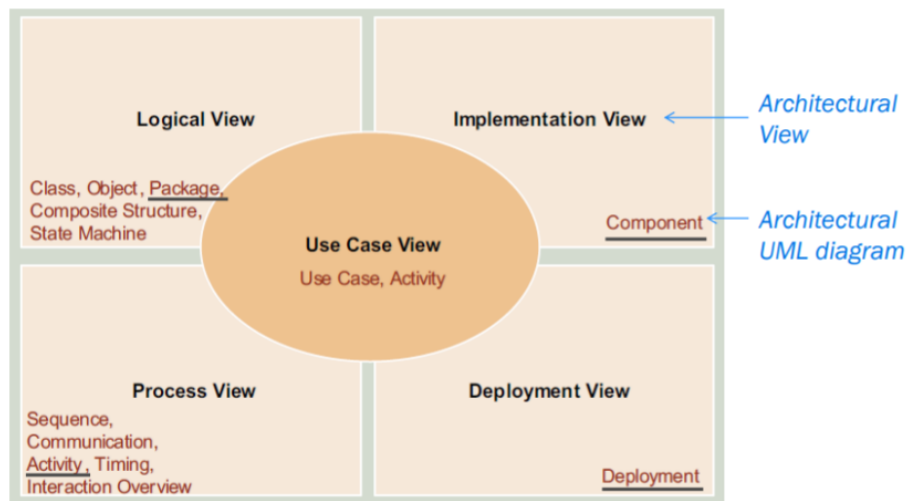 Logical View
Class, Object, Package,
Composite Structure,
State Machine
Implementation View
Component
Architectural
View
Architectural
UML diagram
Use Case View
Use Case, Activity
Process View
Sequence,
Communication,
Activity, Timing,
Interaction Overview
Deployment View
Deployment